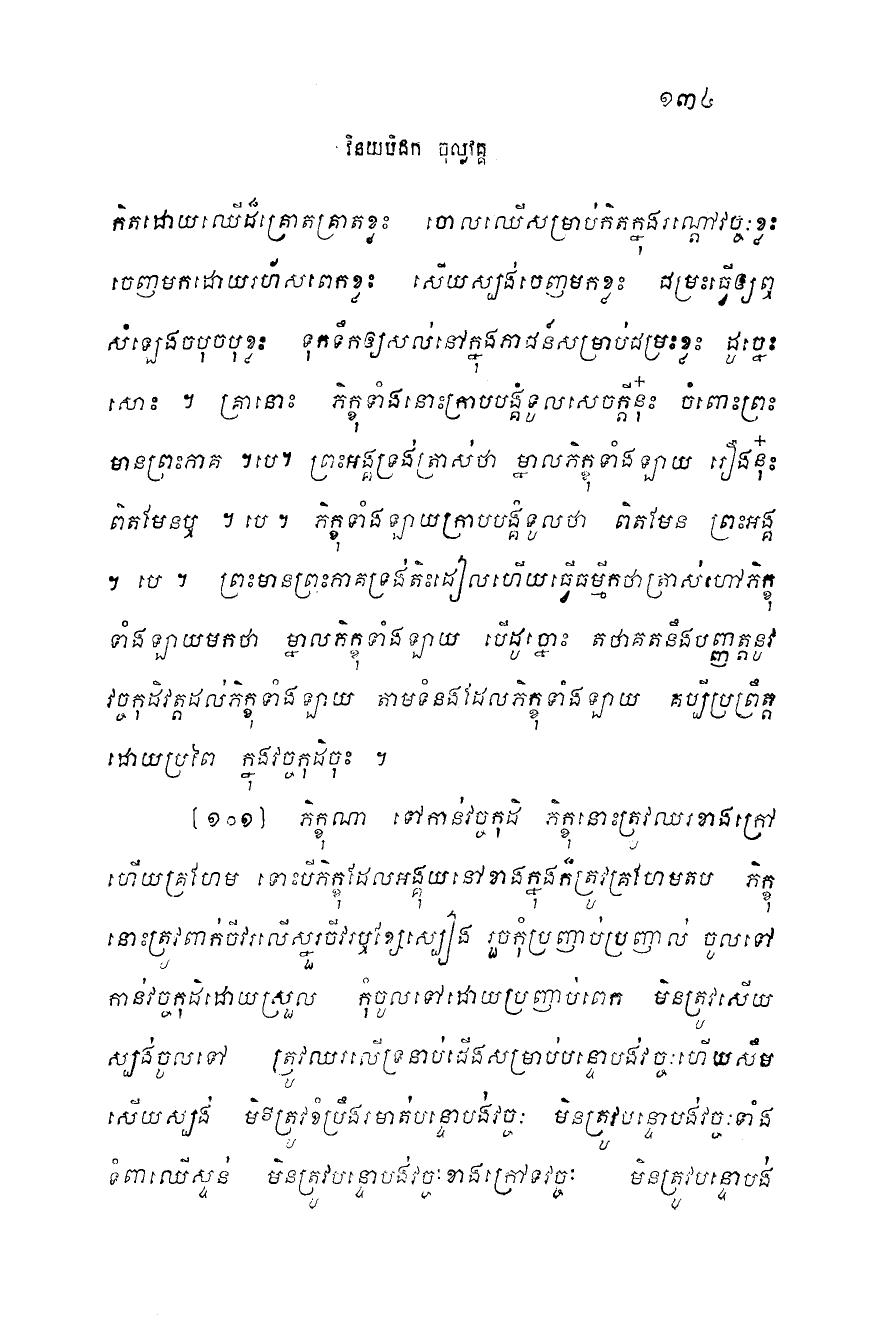 ១៣៤
វិនយបិដក ចុល្លវគ្គ
កិតដោយឈើដ៏គ្រោតគ្រាតខ្លះ ចោលឈើសម្រាប់កិតក្នុងរណ្តៅវច្ចៈខ្លះ
ចេញមកដោយរហ័សពេកខ្លះ សើយស្បង់ចេញមកខ្លះ ជម្រះធ្វើឲ្យឮ
សំឡេងចបុចបុខ្លះ ទុកទឹកឲ្យសល់នៅក្នុងភាជន៍សម្រាប់ជម្រះខ្លះ ដូច្នេះ
សោះ ។ គ្រានោះ ភិក្ខុទាំងនោះក្រាបបង្គំទូលសេចក្តីនុ៎ះ ចំពោះព្រះ
មានព្រះភាគ ។បេ។ ព្រះអង្គទ្រង់ត្រាស់ថា ម្នាលភិក្ខុទាំងឡាយ រឿងនុ៎ះ
ពិតមែនឬ ។ បេ ។ ភិក្ខុទាំងឡាយក្រាបបង្គំទូលថា ពិតមែន ព្រះអង្គ
។ បេ ។ ព្រះមានព្រះភាគទ្រង់តិះដៀលហើយធ្វើធម្មីកថាត្រាស់ហៅភិក្ខុ
ទាំងឡាយមកថា ម្នាលភិក្ខុទាំងឡាយ បើដូច្នោះ តថាគតនឹងបញ្ញត្តនូវ
វច្ចកុដិវត្តដល់ភិក្ខុទាំងឡាយ តាមទំនងដែលភិក្ខុទាំងឡាយ គប្បីប្រព្រឹត្ត
ដោយប្រពៃ ក្នុងវច្ចកុដិចុះ ។
[១០១] ភិក្ខុណា ទៅកាន់វច្ចកុដិ ភិក្ខុនោះត្រូវឈរខាងក្រៅ
ហើយគ្រហែម ទោះបីភិក្ខុដែលអង្គុយនៅខាងក្នុងក៏ត្រូវគ្រហែមតប ភិក្ខុ
នោះត្រូវពាក់ចីវរលើស្នួរចីវរឬខ្សែស្បៀង រួចកុំប្រញាប់ប្រញាល់ ចូលទៅ
កាន់វច្ចកុដិដោយស្រួល កុំចូលទៅដោយប្រញាប់ពេក មិនត្រូវសើយ
ស្បង់ចូលទៅ ត្រូវឈរលើទ្រនាប់ជើងសម្រាប់បន្ទោបង់វច្ចៈហើយសឹម
សើយស្បង់ មិនត្រូវខំប្រឹងរមាត់បន្ទោបង់វច្ចៈ មិនត្រូវបន្ទោបង់វច្ចៈទាំង
ទំពាឈើស្ទន់ មិនត្រូវបន្ទោបង់វច្ចៈខាងក្រៅទវច្ចៈ មិនត្រូវបន្ទោបង់